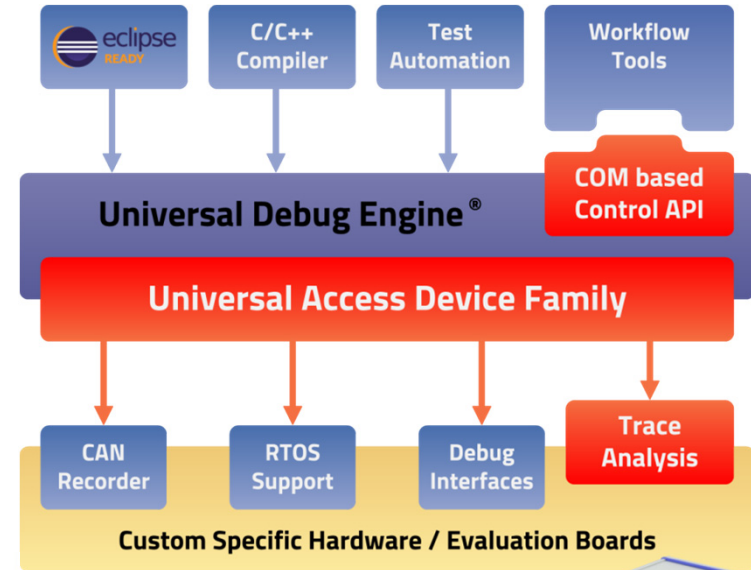 eclipse
READY
C/C++
Compiler
Test
Automation
Workflow
Tools
COM based
Control API
Universal Debug Engine®
Universal Access Device Family
CAN
Recorder
RTOS
Support
Debug
Interfaces
Trace
Analysis
Custom Specific Hardware / Evaluation Boards